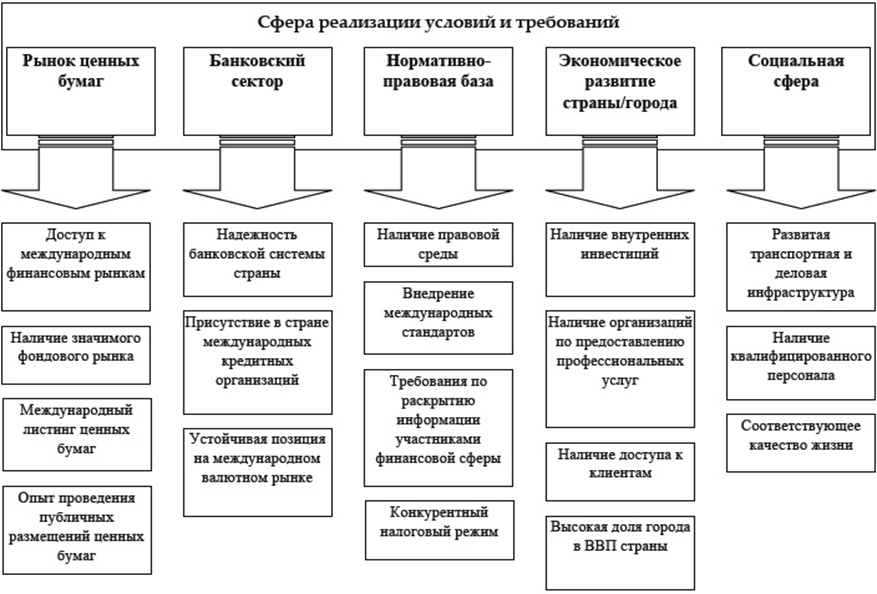 Сфера реализации условий и требований
Рынок ценных
бумаг
Банковский
сектор
Нормативно-
правовая база
Экономическое
развитие
страны/города
Социальная
сфера
Доступ к
международным
финансовым рынкам
Наличие значимого
фондового рынка
Международный
листинг ценных
бумаг
Опыт проведения
публичных
размещений ценных
бумаг
Надежность
банковской системы
страны
Присутствие в стране
международных
кредитных
организаций
Устойчивая позиция
на международном
валютном рынке
Наличие правовой
среды
Внедрение
международных
стандартов
Требования по
раскрытию
информации
участниками
финансовой сферы
Конкурентный
налоговый режим
Наличие внутренних
инвестиций
Наличие организаций
по предоставлению
профессиональных
услуг
Наличие доступа к
клиентам
Высокая доля города
в ВВП страны
Развитая
транспортная и
деловая
инфраструктура
Наличие
квалифицированного
персонала
Соответствующее
качество жизни